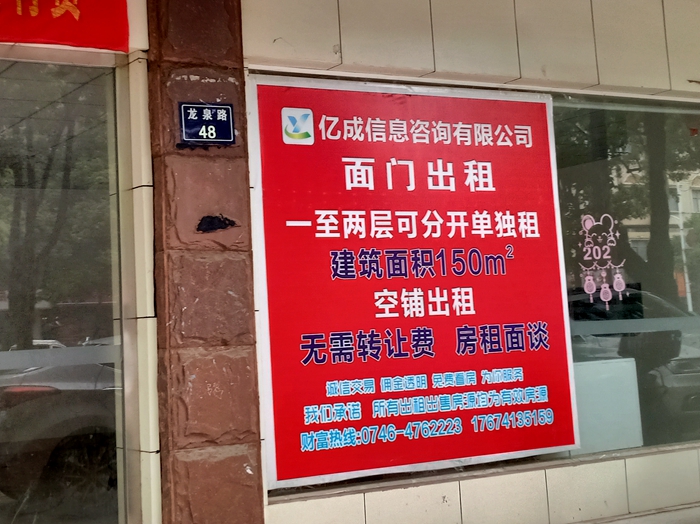 龙泉路
48
亿成信息咨询有限公司
面门出租
一至两层可分开单独租
建筑面积150m²
空铺出租
无需转让费 房租面谈
诚信交易 佣金透明 免费看房 为你服务
我们承诺 所有出租出售房源均为有效房源
财富热线:0746-4762223 17674135159
202